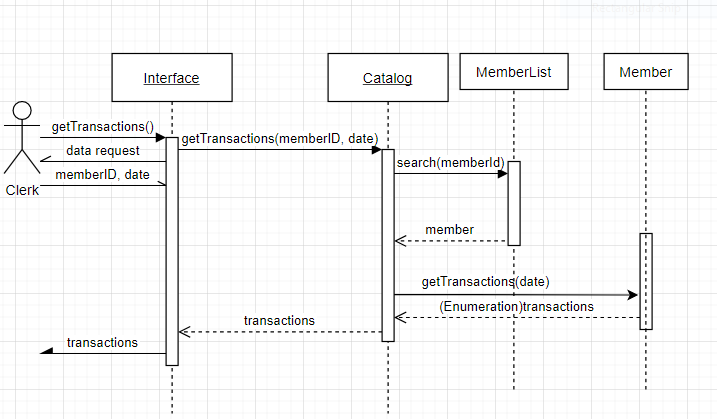 Interface
Catalog
MemberList
Member
Clerk
getTransactions()
getTransactions(memberID, date)
data request
search(memberId)
memberID, date
member
getTransactions(date)
(Enumeration)transactions
transactions
transactions